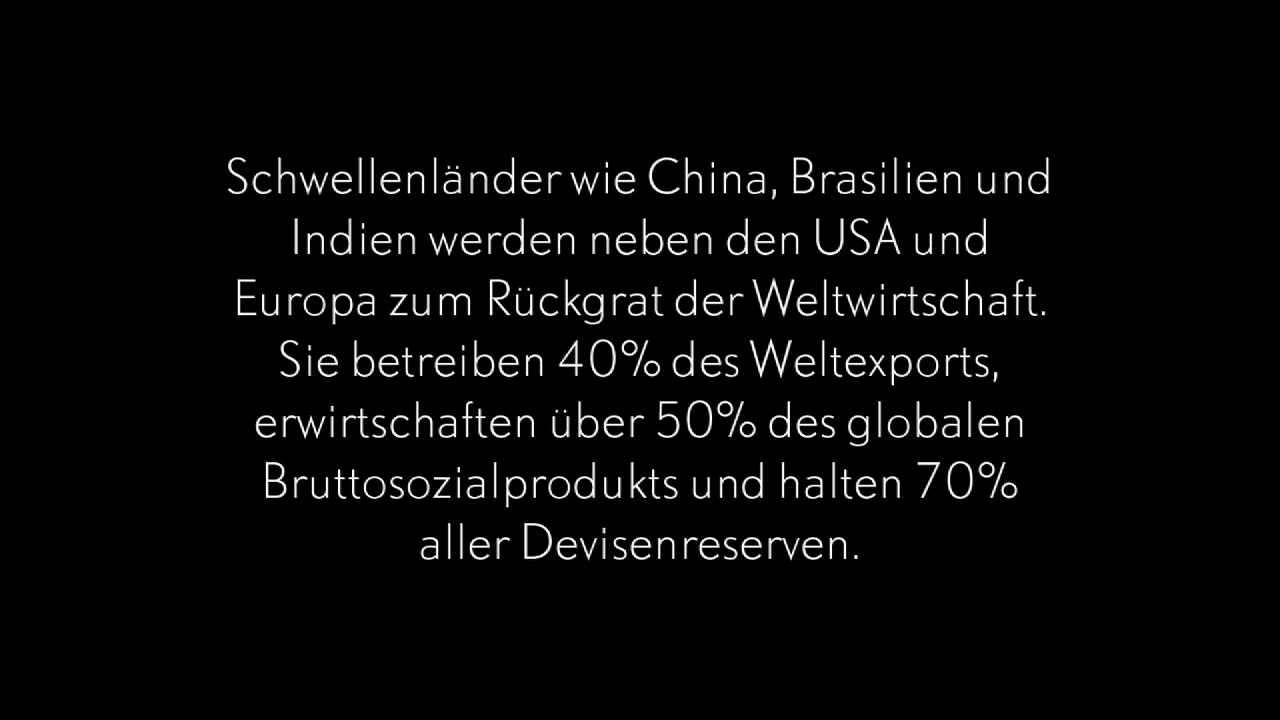 Schwellenländer wie China, Brasilien und
Indien werden neben den USA und
Europa zum Rückgrat der Weltwirtschaft.
Sie betreiben 40% des Weltexports,
erwirtschaften über 50% des globalen
Bruttosozialprodukts und halten 70%
aller Devisenreserven.